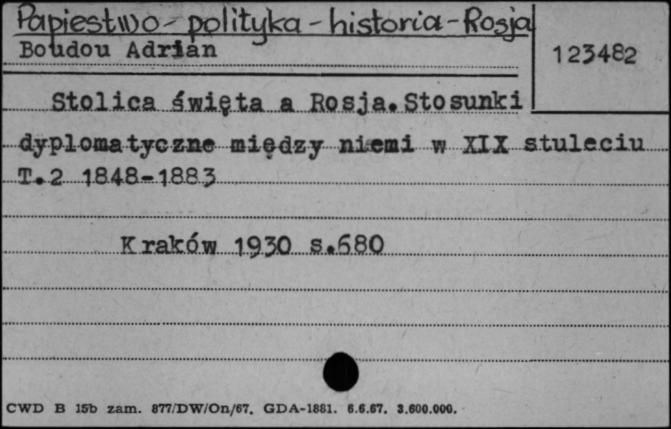 Papiestwo - polityka - historia - Rosja
Boudou Adrian
123482
Stolica święta a Rosja.Stosunki
dyplomatyczne między niemi w XIX stuleciu
T.2 1848-1883
Kraków 1930 s.680
CWD B 15b zam. 877/DW/On/67. GDA-1881. 6.6.67. 3.600.000.